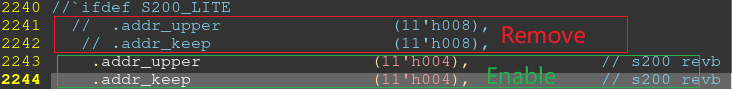 2240 //`ifdef S200_LITE
2241 // .addr_upper (11'h008),
2242 // .addr_keep (11'h008), Remove
2243 .addr_upper (11'h004), // s200 revb
2244 .addr_keep (11'h004), Enable // s200 revb